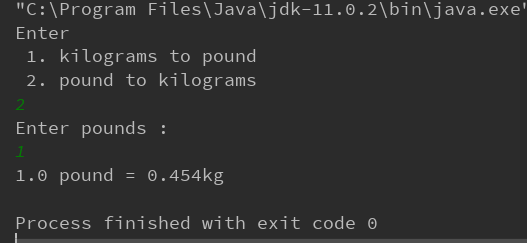 "C:\Program Files\Java\jdk-11.0.2\bin\java.exe"
Enter
1. kilograms to pound
2. pound to kilograms
2
Enter pounds :
1
1.0 pound = 0.454kg
Process finished with exit code 0